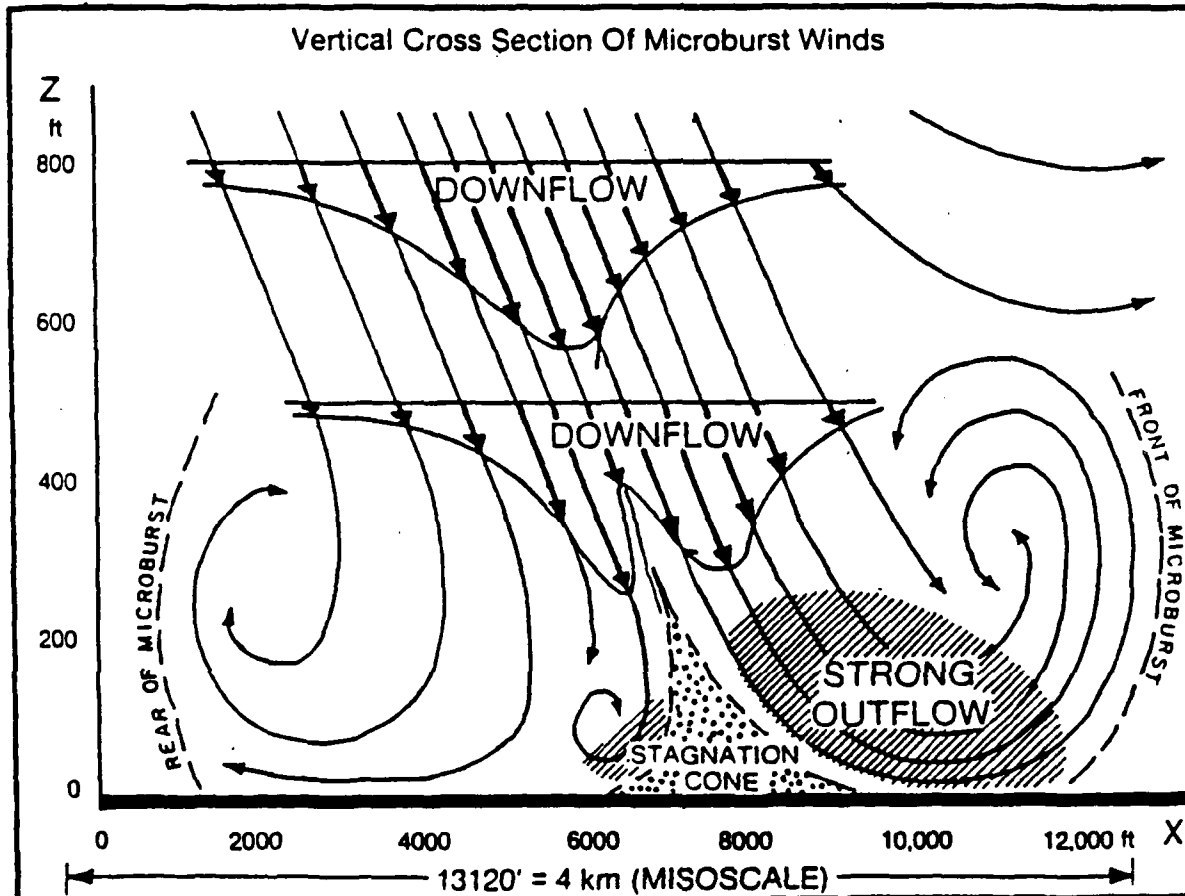 Vertical Cross Section Of Microburst Winds
Z
ft
800
DOWNFLOW
600
DOWNFLOW
400
REAR OF MICROBURST
FRONT OF MICROBURST
200
STRONG
OUTFLOW
STAGNATION
CONE
0
0 2000 4000 6000 8000 10,000 12,000 ft X
13120' = 4 km (MISOSCALE)